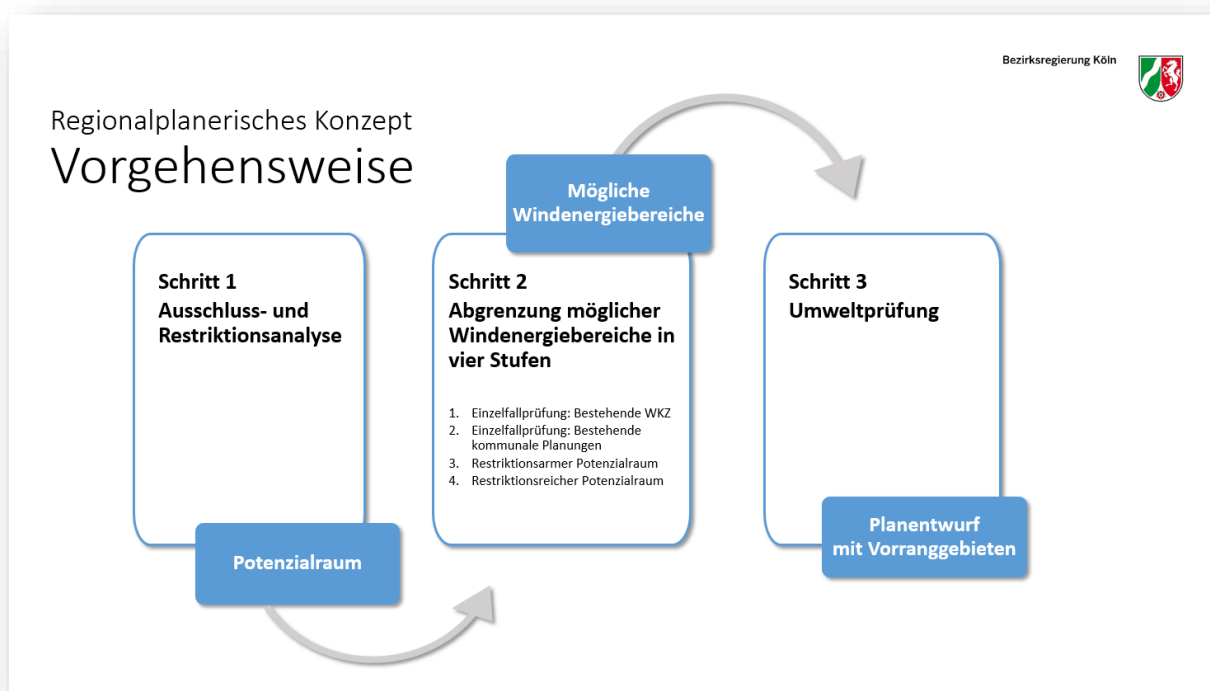 Bezirksregierung Köln
Regionalplanerisches Konzept
Vorgehensweise
Mögliche
Windenergiebereiche
Schritt 1
Ausschluss- und
Restriktionsanalyse
Potenzialraum
Schritt 2
Abgrenzung möglicher
Windenergiebereiche in
vier Stufen
1. Einzelfallprüfung: Bestehende WKZ
2. Einzelfallprüfung: Bestehende
kommunale Planungen
3. Restriktionsarmer Potenzialraum
4. Restriktionsreicher Potenzialraum
Schritt 3
Umweltprüfung
Planentwurf
mit Vorranggebieten